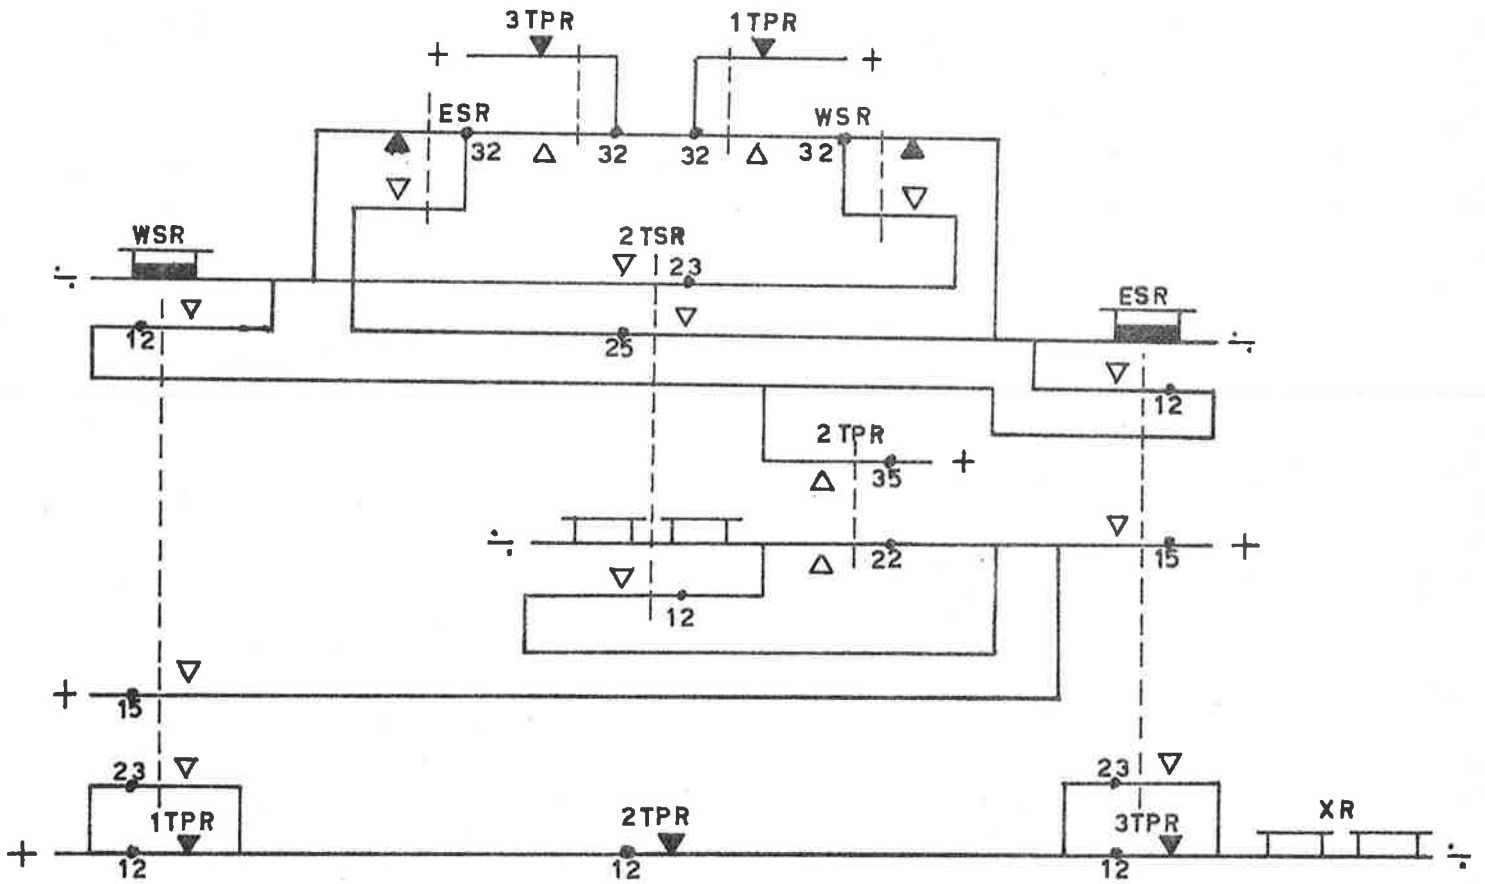 3TPR 1TPR
+ +
ESR WSR
32 32 32 32
WSR 2TSR
23
ESR
12 25
12
2TPR
35 +
22 15 +
12
+ 15
23 23
1TPR 2TPR 3TPR XR
+ 12 12 12